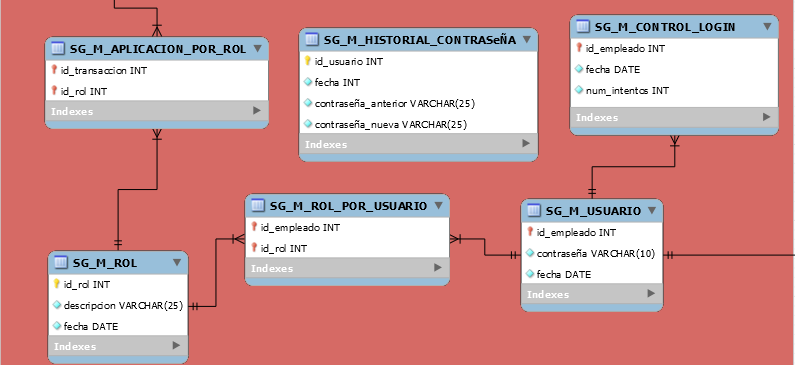 SG_M_APLICACION_POR_ROL
id_transaccion INT
id_rol INT
Indexes
SG_M_HISTORIAL_CONTRASeÑA
id_usuario INT
fecha INT
contraseña_anterior VARCHAR(25)
contraseña_nueva VARCHAR(25)
Indexes
SG_M_CONTROL_LOGIN
id_empleado INT
fecha DATE
num_intentos INT
Indexes
SG_M_ROL
id_rol INT
descripcion VARCHAR(25)
fecha DATE
Indexes
SG_M_ROL_POR_USUARIO
id_empleado INT
id_rol INT
Indexes
SG_M_USUARIO
id_empleado INT
contraseña VARCHAR(10)
fecha DATE
Indexes